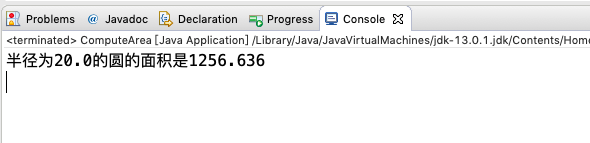 Problems @ Javadoc Declaration Progress Console
<terminated> ComputeArea [Java Application] /Library/Java/JavaVirtualMachines/jdk-13.0.1.jdk/Contents/Home
半径为20.0的圆的面积是1256.636